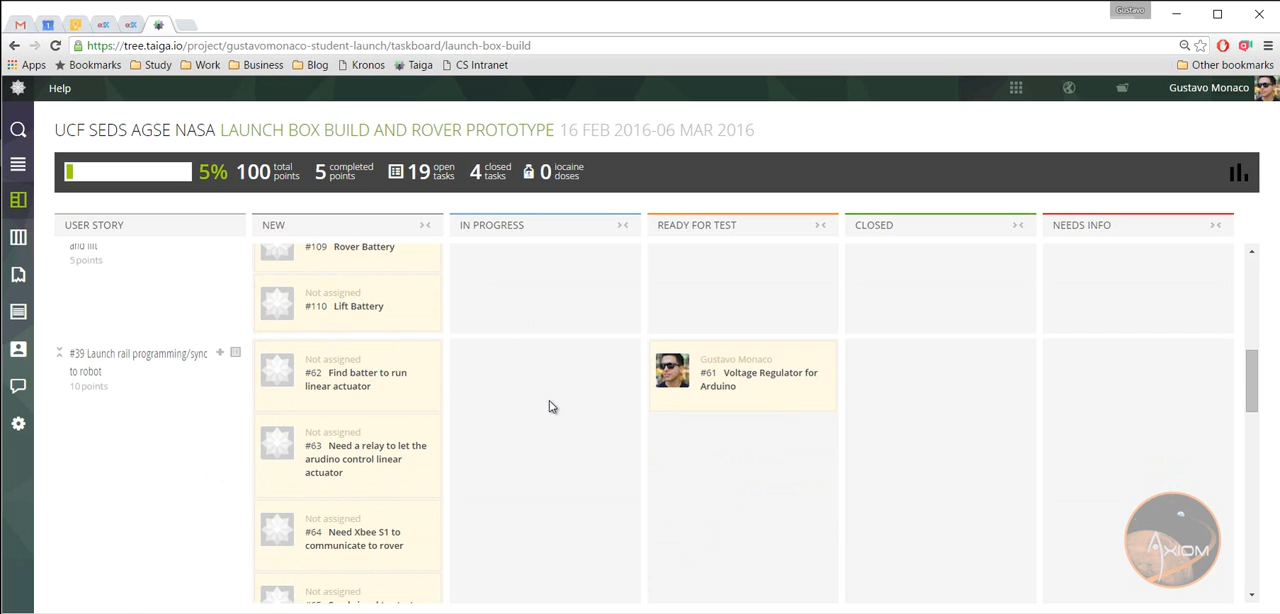 Gustavo
https://tree.taiga.io/project/gustavomonaco-student-launch/taskboard/launch-box-build
Apps Bookmarks Study Work Business Blog Kronos Taiga CS Intranet Other bookmarks
Help Gustavo Monaco
UCF SEDS AGSE NASA LAUNCH BOX BUILD AND ROVER PROTOTYPE 16 FEB 2016-06 MAR 2016
5% 100 total points 5 completed points 19 open tasks 4 closed tasks 0 iocaine doses
USER STORY NEW IN PROGRESS READY FOR TEST CLOSED NEEDS INFO
and lift
5 points
#109 Rover Battery
Not assigned
#110 Lift Battery
#39 Launch rail programming/sync
to robot
10 points
Not assigned
#62 Find batter to run
linear actuator
Gustavo Monaco
#61 Voltage Regulator for
Arduino
Not assigned
#63 Need a relay to let the
arudino control linear
actuator
Not assigned
#64 Need Xbee S1 to
communicate to rover
Not assigned
AXIOM